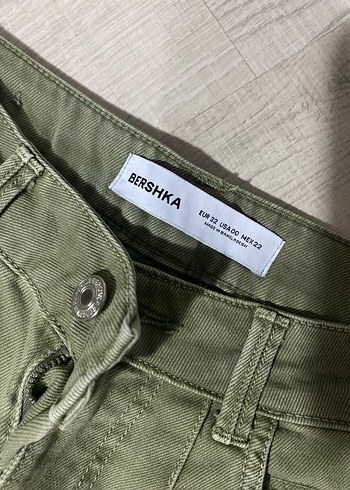 BERSHKA
EUR 32 USA 00 MEX 22
MADE IN BANGLADESH